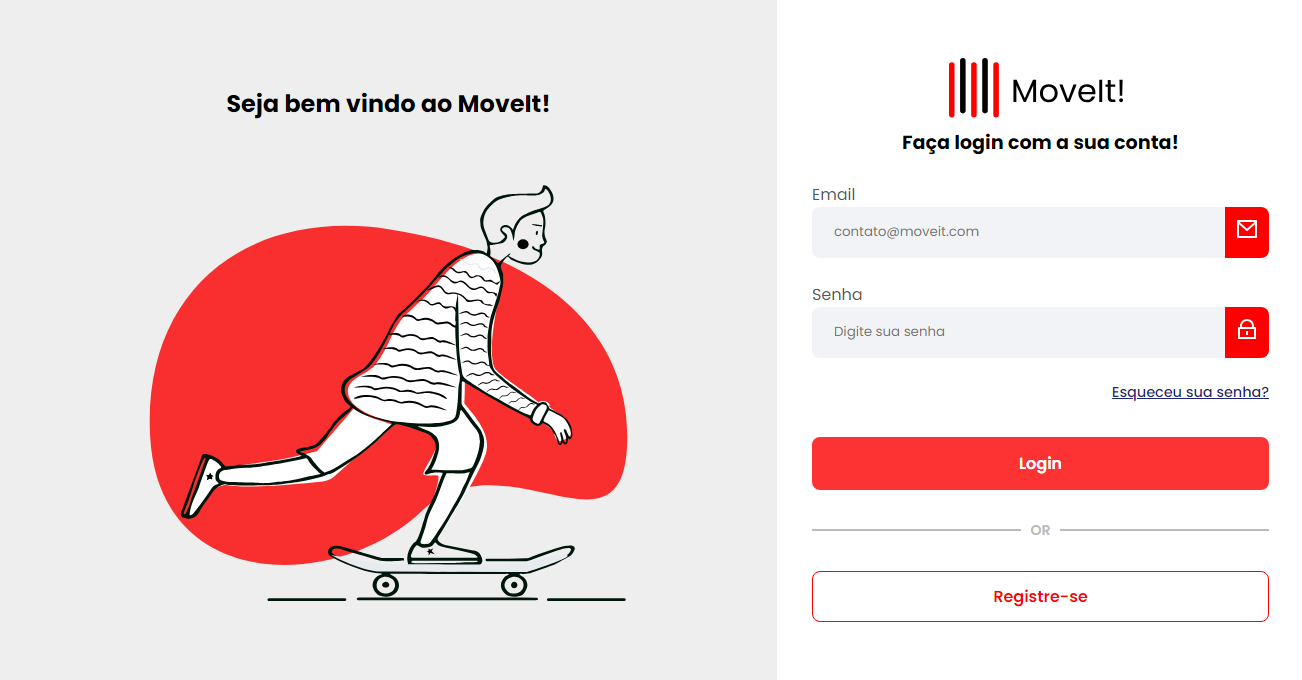 Seja bem vindo ao MoveIt!
MoveIt!
Faça login com a sua conta!
Email
contato@moveit.com
Senha
Digite sua senha
Esqueceu sua senha?
Login
OR
Registre-se